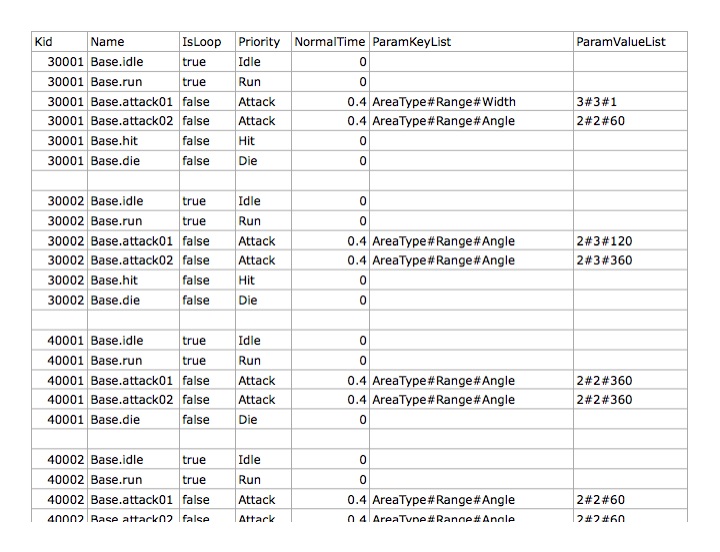 Kid Name IsLoop Priority NormalTime ParamKeyList ParamValueList
30001 Base.idle true Idle 0
30001 Base.run true Run 0
30001 Base.attack01 false Attack 0.4 AreaType#Range#Width 3#3#1
30001 Base.attack02 false Attack 0.4 AreaType#Range#Angle 2#2#60
30001 Base.hit false Hit 0
30001 Base.die false Die 0
30002 Base.idle true Idle 0
30002 Base.run true Run 0
30002 Base.attack01 false Attack 0.4 AreaType#Range#Angle 2#3#120
30002 Base.attack02 false Attack 0.4 AreaType#Range#Angle 2#3#360
30002 Base.hit false Hit 0
30002 Base.die false Die 0
40001 Base.idle true Idle 0
40001 Base.run true Run 0
40001 Base.attack01 false Attack 0.4 AreaType#Range#Angle 2#2#360
40001 Base.attack02 false Attack 0.4 AreaType#Range#Angle 2#2#360
40001 Base.die false Die 0
40002 Base.idle true Idle 0
40002 Base.run true Run 0
40002 Base.attack01 false Attack 0.4 AreaType#Range#Angle 2#2#60
40002 Base.attack02 false Attack 0.4 AreaType#Range#Angle 2#2#60